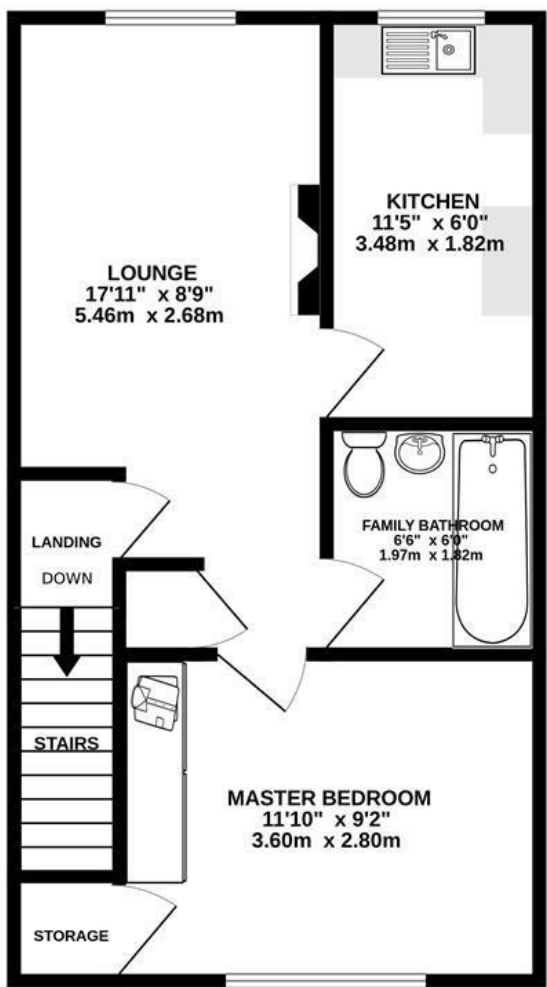 KITCHEN
11'5" x 6'0"
3.48m x 1.82m
LOUNGE
17'11" x 8'9"
5.46m x 2.68m
FAMILY BATHROOM
6'6" x 6'0"
1.97m x 1.82m
LANDING
DOWN
STAIRS
MASTER BEDROOM
11'10" x 9'2"
3.60m x 2.80m
STORAGE